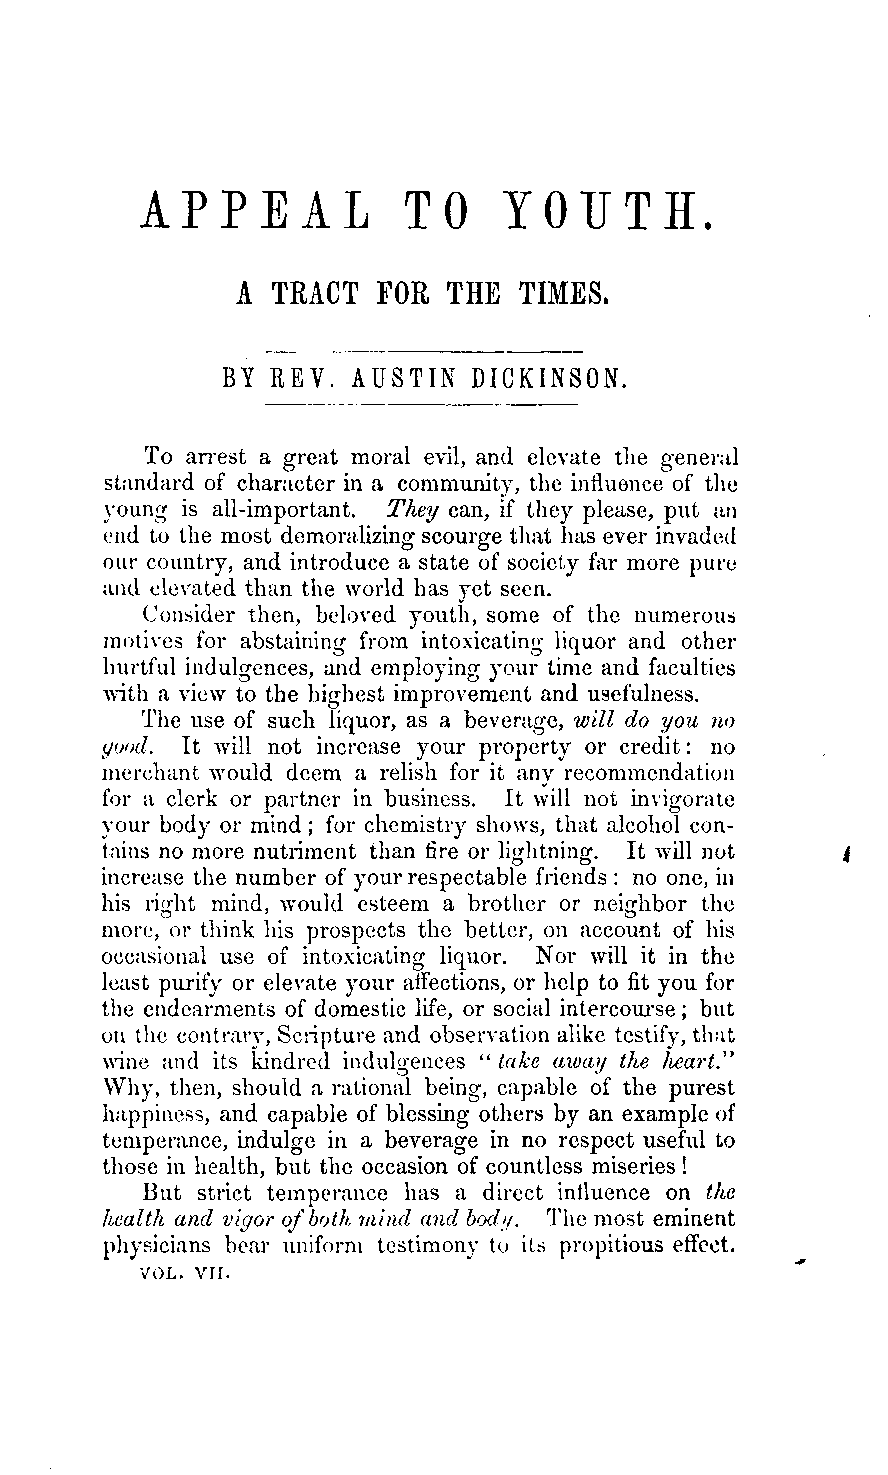 APPEAL TO YOUTH.
A TRACT FOR THE TIMES.
BY REV. AUSTIN DICKINSON.
To arrest a great moral evil, and elevate the general
standard of character in a community, the influence of the
young is all-important. They can, if they please, put an
end to the most demoralizing scourge that has ever invaded
our country, and introduce a state of society far more pure
and elevated than the world has yet seen.
Consider then, beloved youth, some of the numerous
motives for abstaining from intoxicating liquor and other
hurtful indulgences, and employing your time and faculties
with a view to the highest improvement and usefulness.
The use of such liquor, as a beverage, will do you no
good. It will not increase your property or credit: no
merchant would deem a relish for it any recommendation
for a clerk or partner in business. It will not invigorate
your body or mind; for chemistry shows, that alcohol con-
tains no more nutriment than fire or lightning. It will not
increase the number of your respectable friends: no one, in
his right mind, would esteem a brother or neighbor the
more, or think his prospects the better, on account of his
occasional use of intoxicating liquor. Nor will it in the
least purify or elevate your affections, or help to fit you for
the endearments of domestic life, or social intercourse; but
on the contrary, Scripture and observation alike testify, that
wine and its kindred indulgences "take away the heart."
Why, then, should a rational being, capable of the purest
happiness, and capable of blessing others by an example of
temperance, indulge in a beverage in no respect useful to
those in health, but the occasion of countless miseries!
But strict temperance has a direct influence on the
health and vigor of both mind and body. The most eminent
physicians bear uniform testimony to its propitious effect.
VOL. VII.